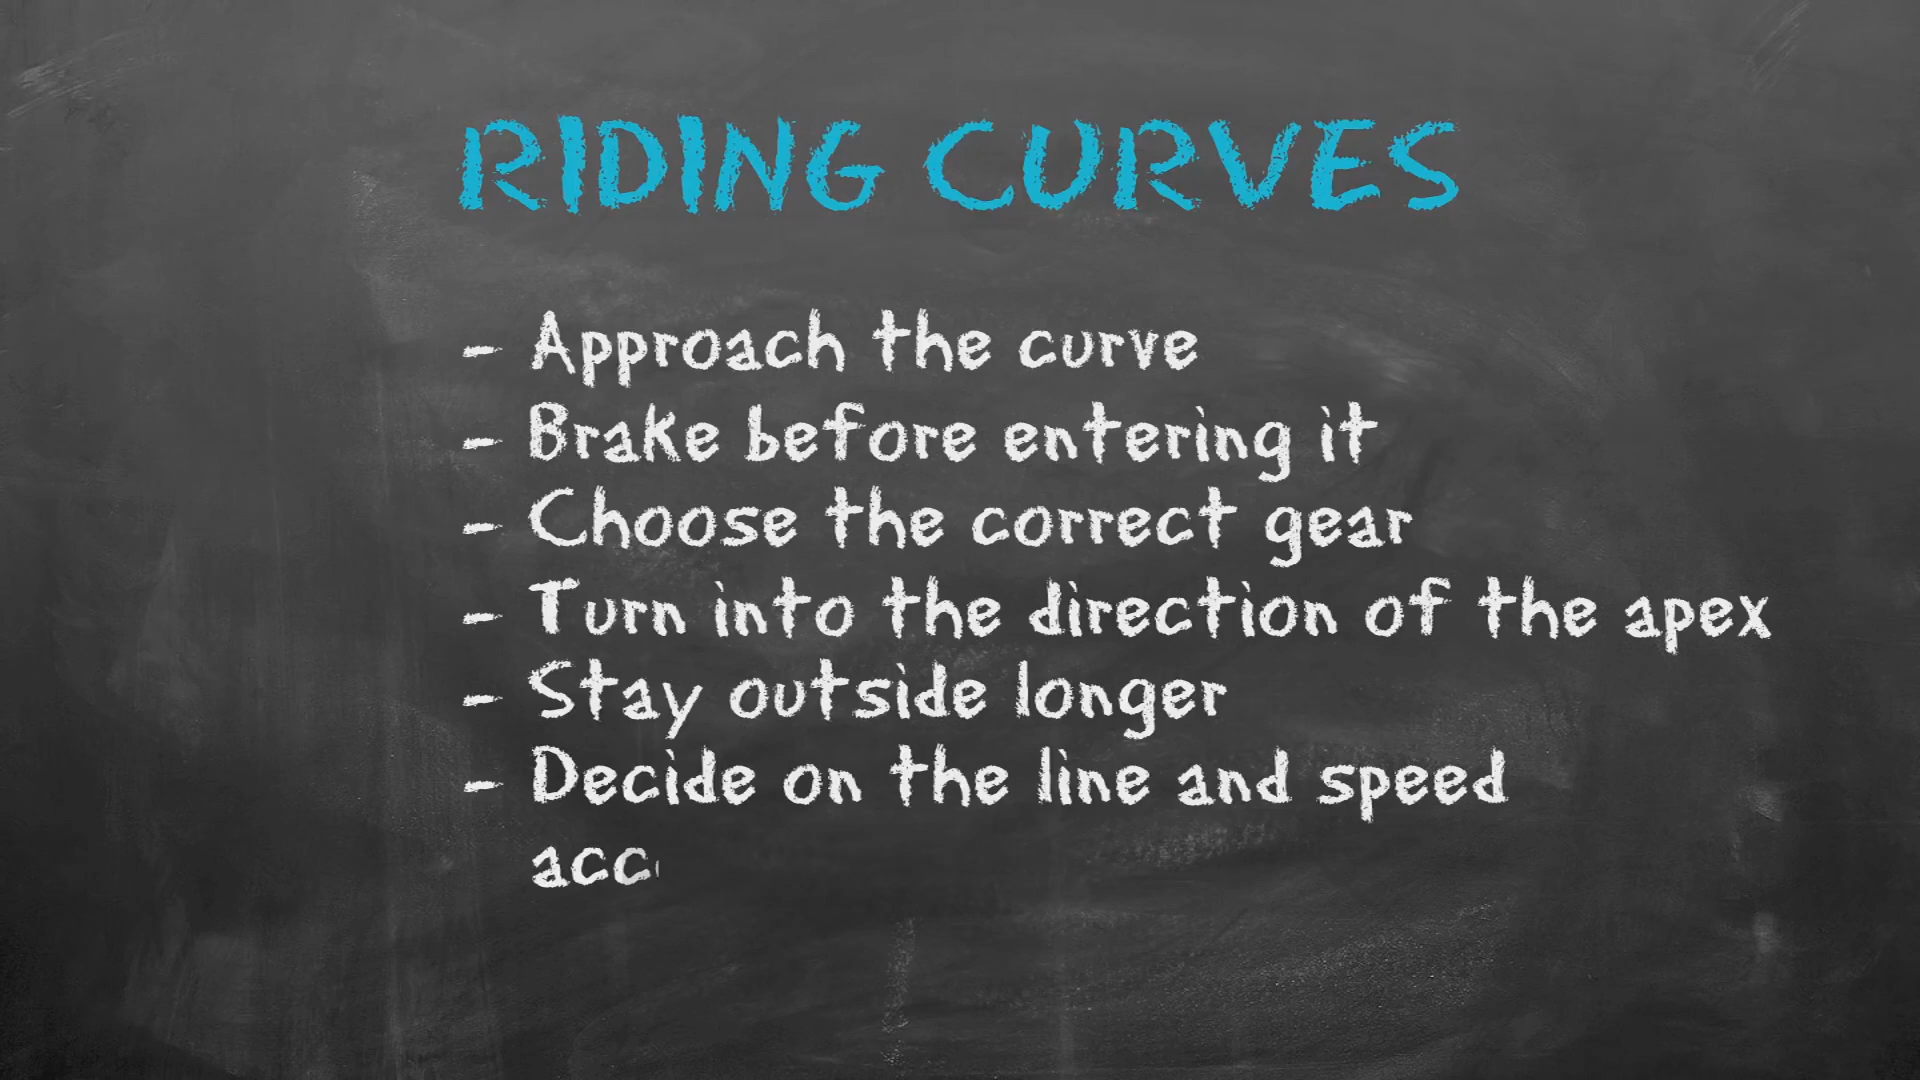 RIDING CURVES
- Approach the curve
- Brake before entering it
- Choose the correct gear
- Turn into the direction of the apex
- Stay outside longer
- Decide on the line and speed
acc